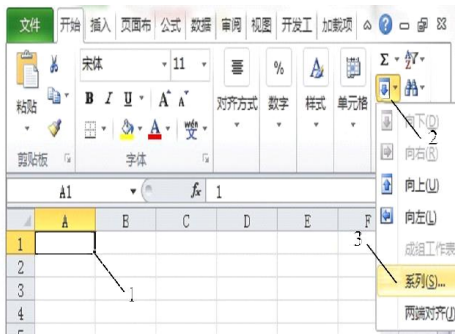 文件 开始 插入 页面布 公式 数据 审阅 视图 开发工 加载项
宋体 11 % A Σ
粘贴 B I U A A 对齐方式 数字 样式 单元格
A wén 文
剪贴板 字体
向下(D) 2
向右(R)
A1 fx 1 向上(U)
A B C D E F 向左(L)
1 3 成组工作表
2 系列(S)...
3 1 两端对齐(J)
4